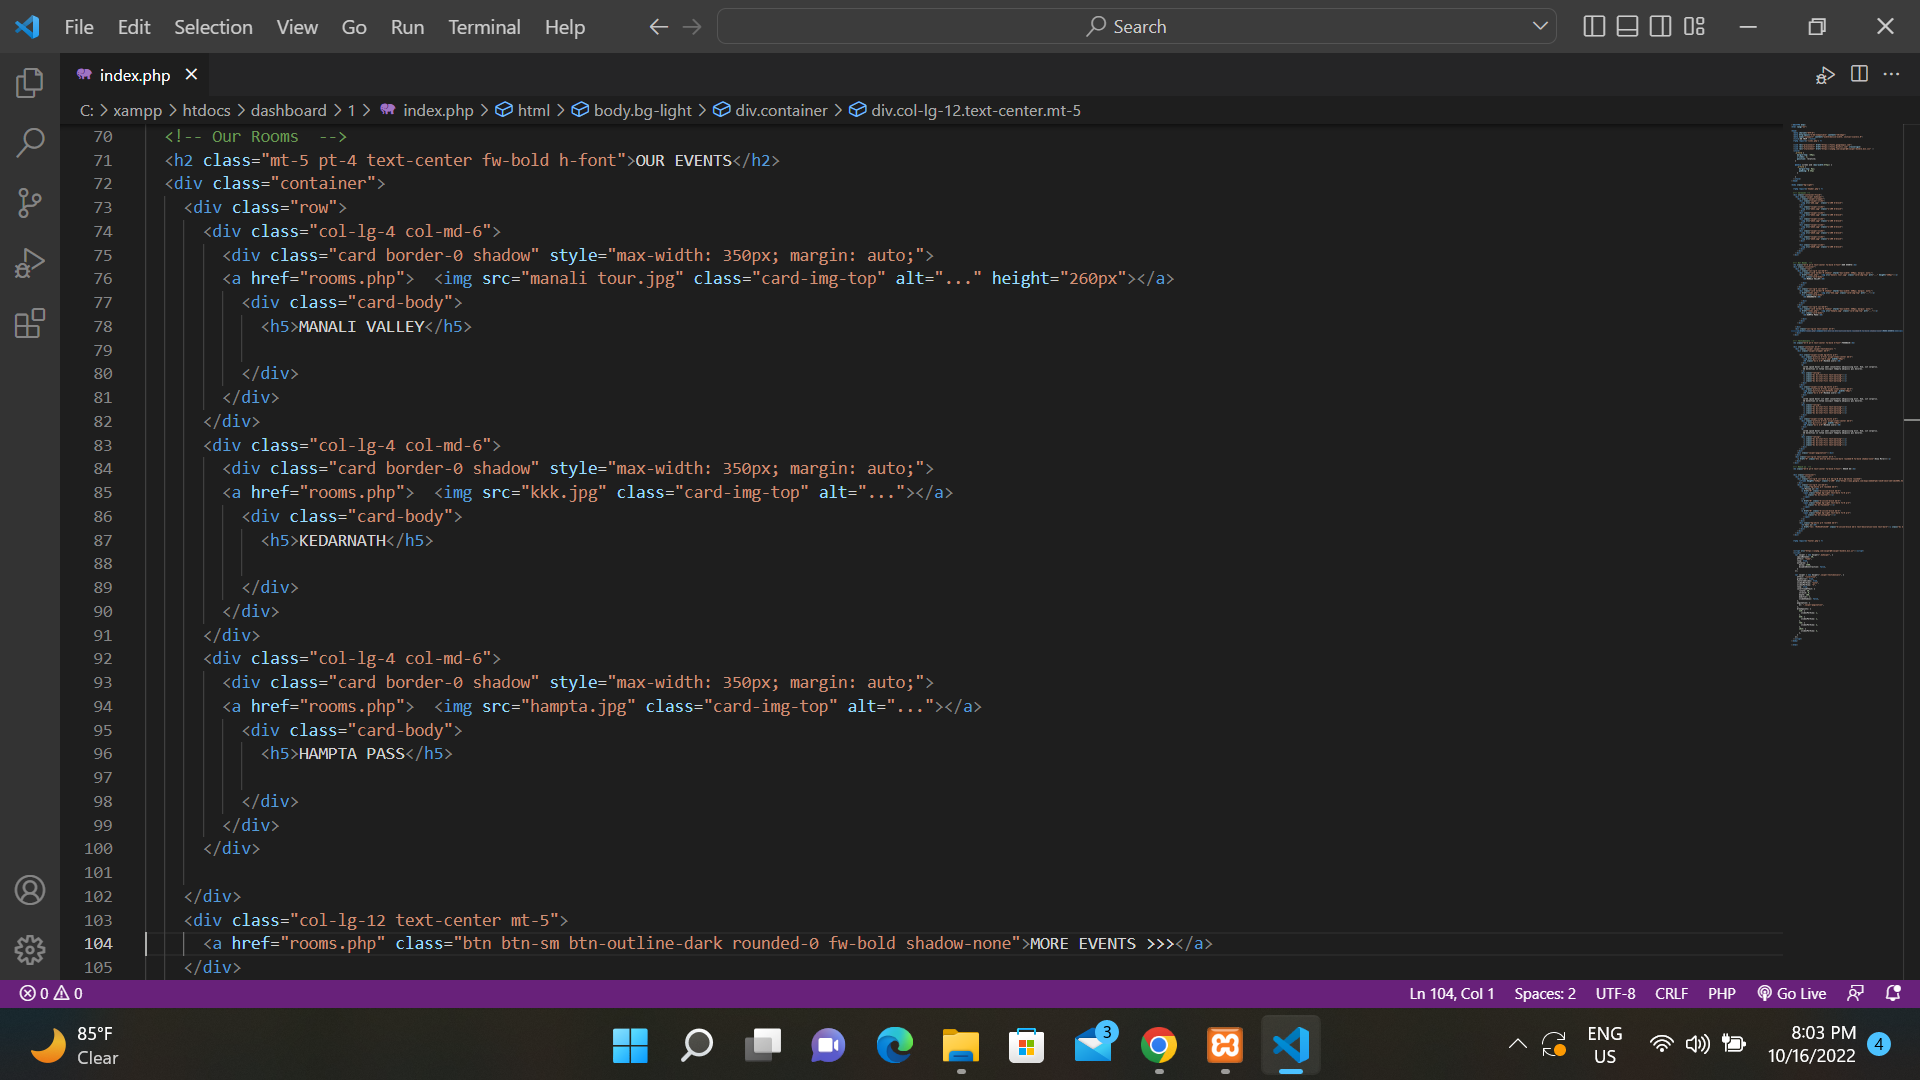 File Edit Selection View Go Run Terminal Help
Search
index.php
C: > xampp > htdocs > dashboard > 1 > index.php > html > body.bg-light > div.container > div.col-lg-12.text-center.mt-5
70 <!-- Our Rooms  -->
71 <h2 class="mt-5 pt-4 text-center fw-bold h-font">OUR EVENTS</h2>
72 <div class="container">
73 <div class="row">
74 <div class="col-lg-4 col-md-6">
75 <div class="card border-0 shadow" style="max-width: 350px; margin: auto;">
76 <a href="rooms.php">  <img src="manali tour.jpg" class="card-img-top" alt="..." height="260px"></a>
77 <div class="card-body">
78 <h5>MANALI VALLEY</h5>
79
80 </div>
81 </div>
82 </div>
83 <div class="col-lg-4 col-md-6">
84 <div class="card border-0 shadow" style="max-width: 350px; margin: auto;">
85 <a href="rooms.php">  <img src="kkk.jpg" class="card-img-top" alt="..."></a>
86 <div class="card-body">
87 <h5>KEDARNATH</h5>
88
89 </div>
90 </div>
91 </div>
92 <div class="col-lg-4 col-md-6">
93 <div class="card border-0 shadow" style="max-width: 350px; margin: auto;">
94 <a href="rooms.php">  <img src="hampta.jpg" class="card-img-top" alt="..."></a>
95 <div class="card-body">
96 <h5>HAMPTA PASS</h5>
97
98 </div>
99 </div>
100 </div>
101
102 </div>
103 <div class="col-lg-12 text-center mt-5">
104 <a href="rooms.php" class="btn btn-sm btn-outline-dark rounded-0 fw-bold shadow-none">MORE EVENTS >>></a>
105 </div>
0 0 Ln 104, Col 1 Spaces: 2 UTF-8 CRLF PHP Go Live
85°F
Clear
3
ENG
US
8:03 PM
10/16/2022
4